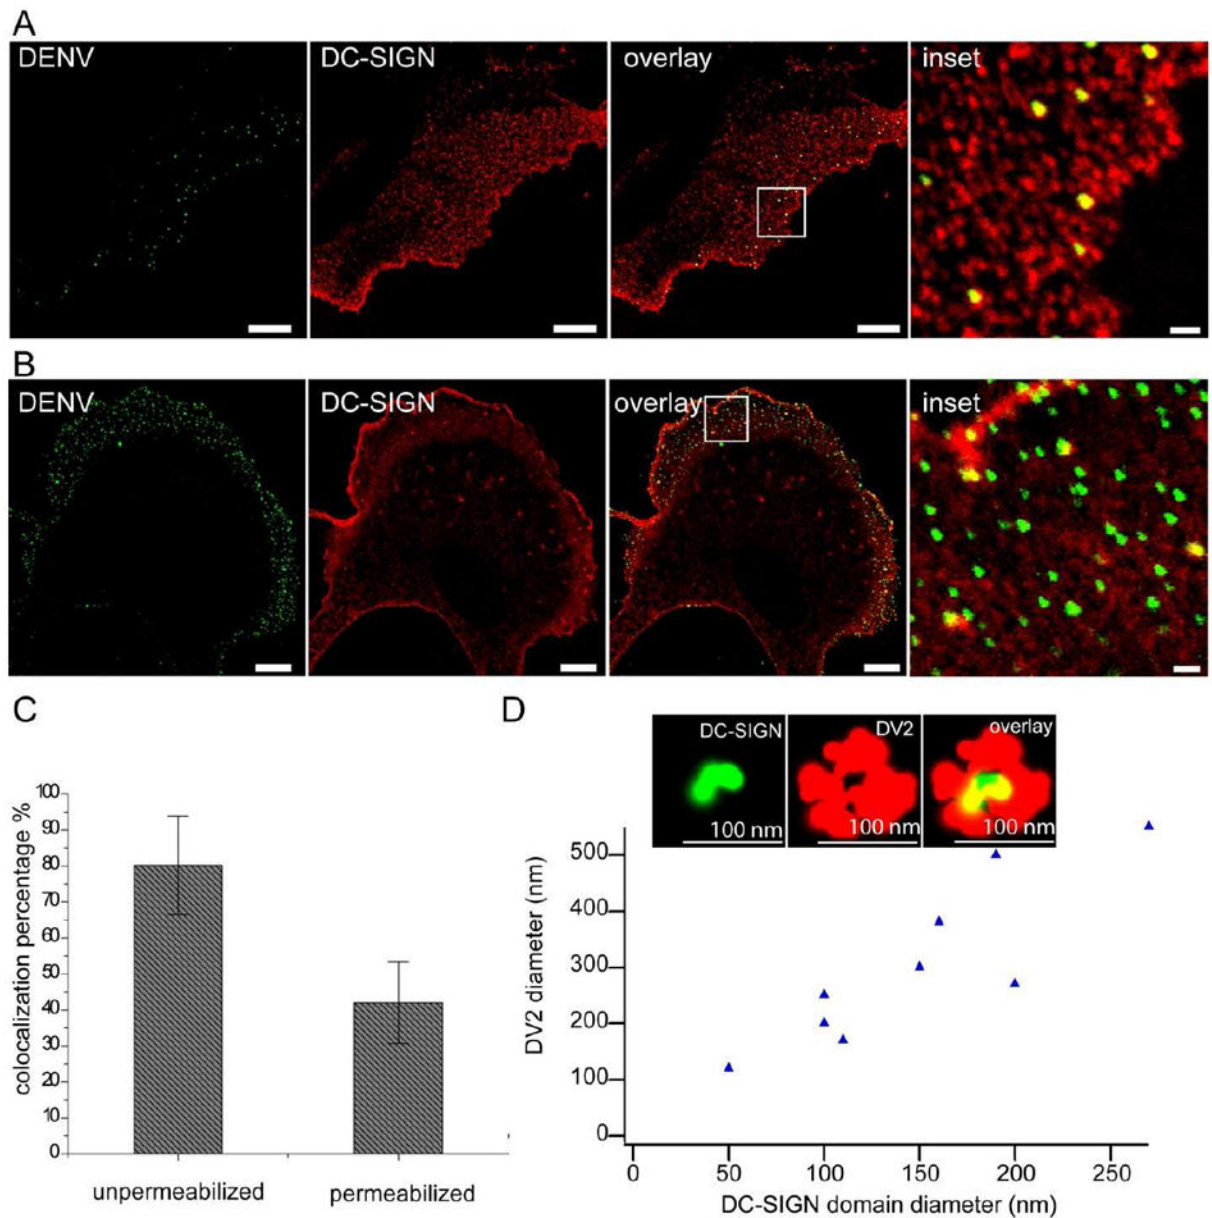 A
DENV
DC-SIGN
overlay
inset
B
DENV
DC-SIGN
overlay
inset
C
colocalization percentage %
100
90
80
70
60
50
40
30
20
10
0
unpermeabilized
permeabilized
D
DC-SIGN
100 nm
DV2
100 nm
overlay
100 nm
DV2 diameter (nm)
500
400
300
200
100
0
0 50 100 150 200 250
DC-SIGN domain diameter (nm)